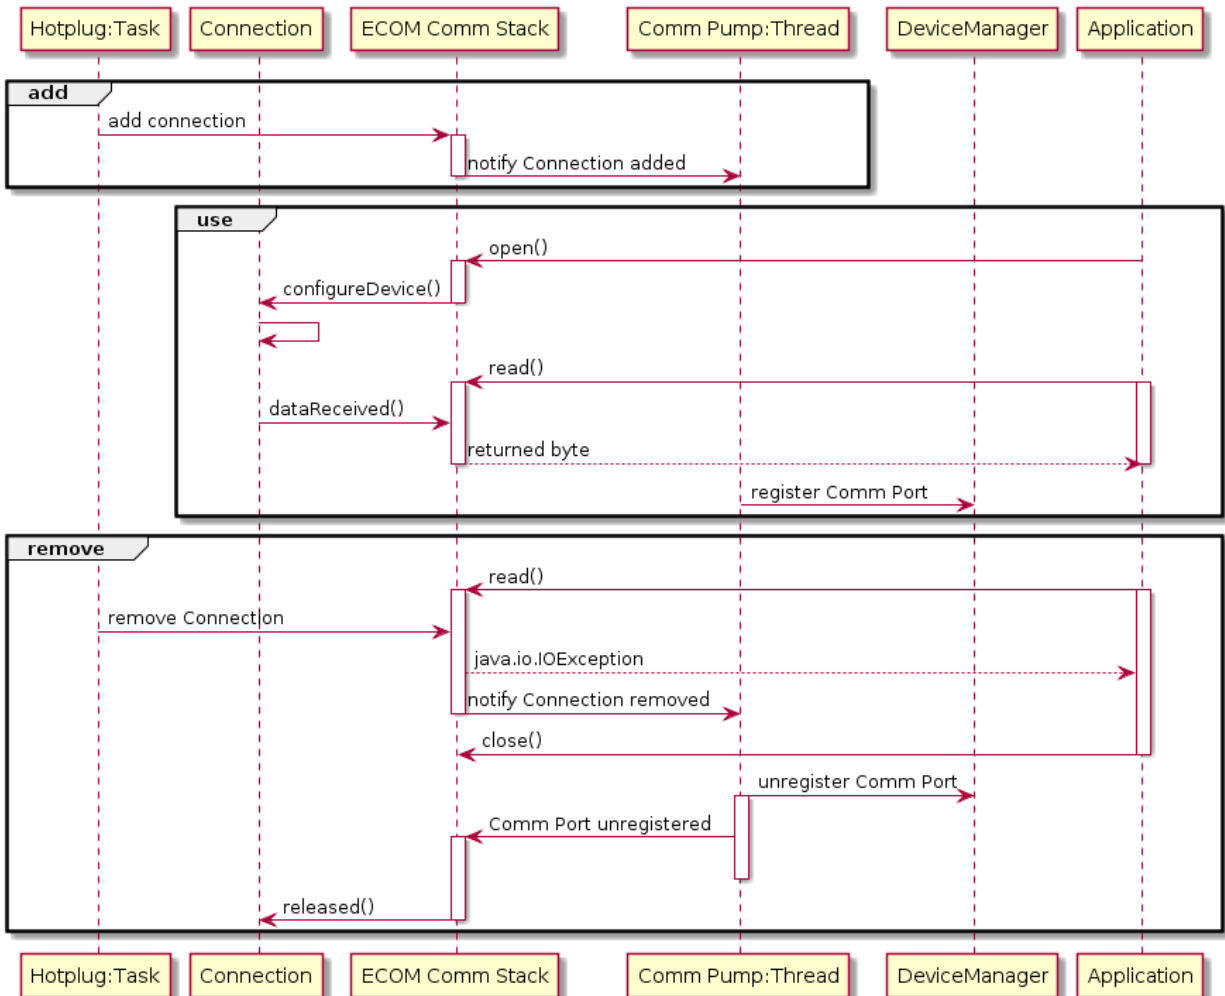 Hotplug:Task
Connection
ECOM Comm Stack
Comm Pump:Thread
DeviceManager
Application
add
add connection
notify Connection added
use
open()
configureDevice()
read()
dataReceived()
returned byte
register Comm Port
remove
read()
remove Connection
java.io.IOException
notify Connection removed
close()
unregister Comm Port
Comm Port unregistered
released()
Hotplug:Task
Connection
ECOM Comm Stack
Comm Pump:Thread
DeviceManager
Application